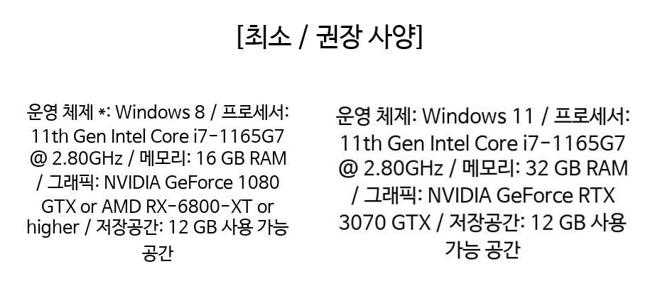 [최소 / 권장 사양]
운영 체제 *: Windows 8 / 프로세서:
11th Gen Intel Core i7-1165G7
@ 2.80GHz / 메모리: 16 GB RAM
/ 그래픽: NVIDIA GeForce 1080
GTX or AMD RX-6800-XT or
higher / 저장공간: 12 GB 사용 가능
공간
운영 체제: Windows 11 / 프로세서:
11th Gen Intel Core i7-1165G7
@ 2.80GHz / 메모리: 32 GB RAM
/ 그래픽: NVIDIA GeForce RTX
3070 GTX / 저장공간: 12 GB 사용
가능 공간